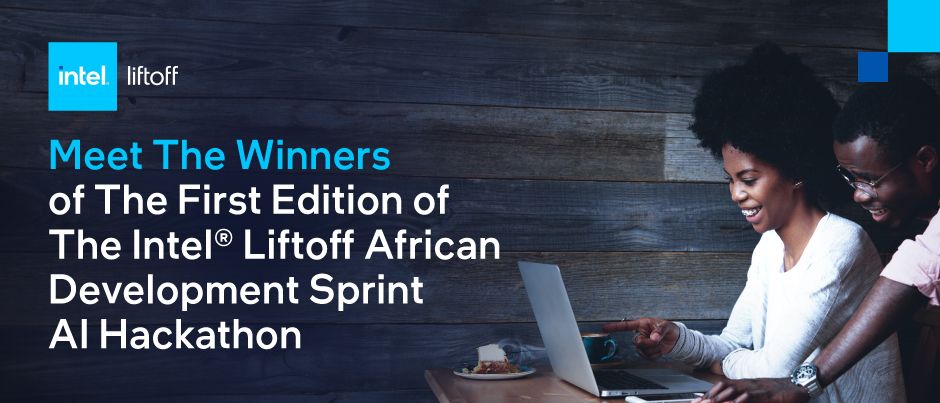 intel. liftoff
Meet The Winners
of The First Edition of
The Intel® Liftoff African
Development Sprint
AI Hackathon